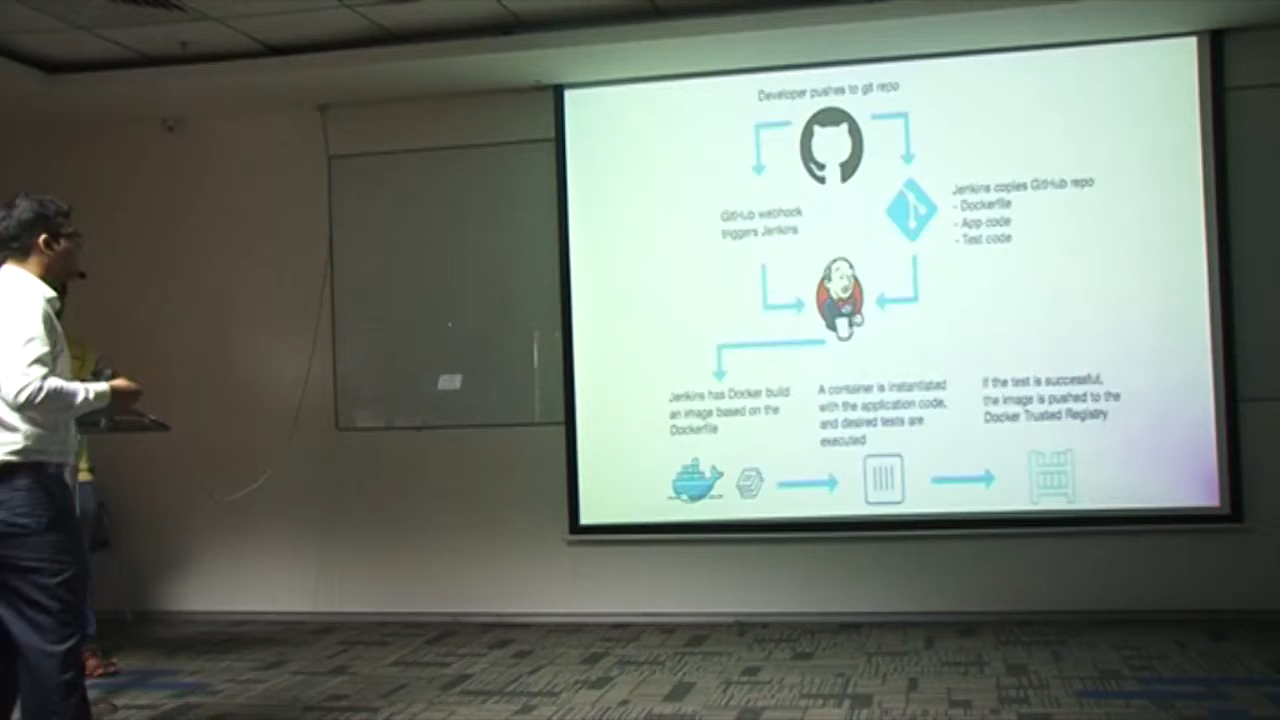 Developer pushes to git repo
GitHub webhook
triggers Jenkins
Jenkins copies GitHub repo
- Dockerfile
- App code
- Test code
Jenkins has Docker build
an image based on the
Dockerfile
A container is instantiated
with the application code,
and desired tests are
executed
If the test is successful,
the image is pushed to the
Docker Trusted Registry